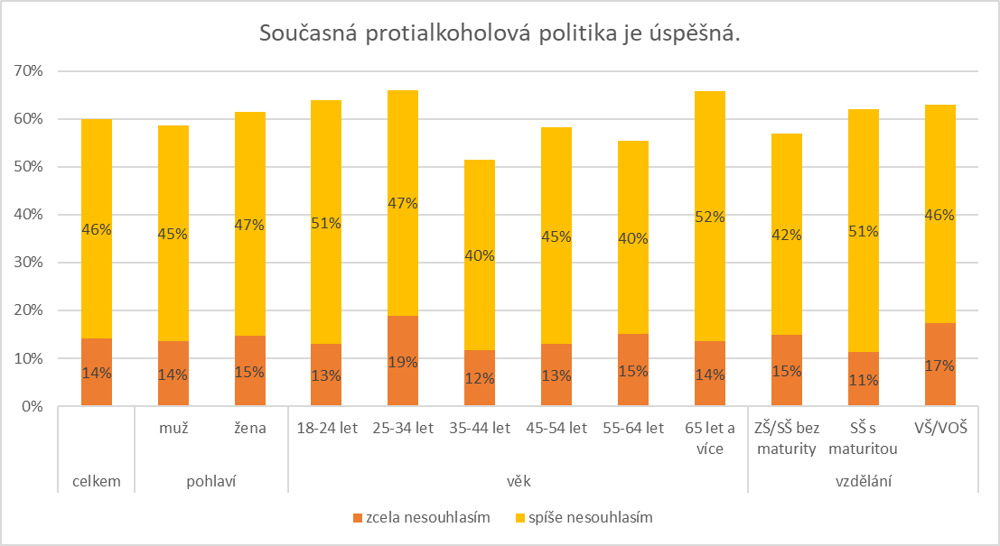 Současná protialkoholová politika je úspěšná.
70%
60%
50%
40%
30%
20%
10%
0%
46% 45% 47% 51% 47% 40% 45% 40% 52% 42% 51% 46%
14% 14% 15% 13% 19% 12% 13% 15% 14% 15% 11% 17%
muž žena 18-24 let 25-34 let 35-44 let 45-54 let 55-64 let 65 let a více ZŠ/SŠ bez maturity SŠ s maturitou VŠ/VOŠ
celkem pohlaví věk vzdělání
zcela nesouhlasím spíše nesouhlasím